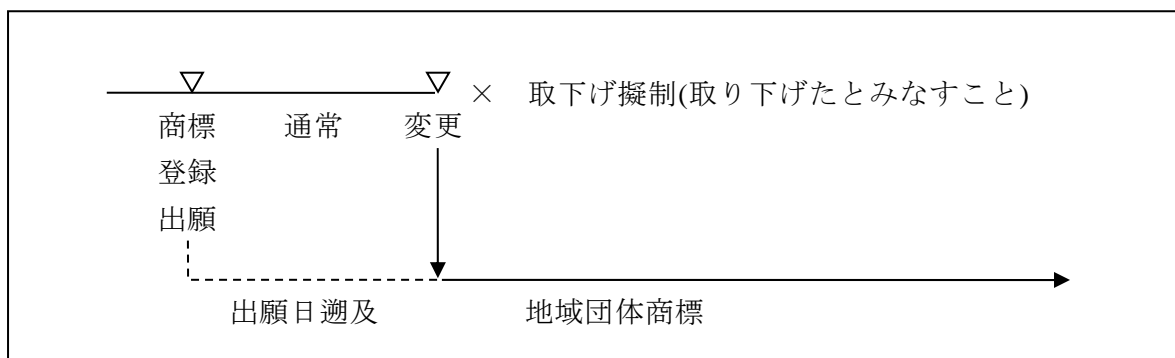 × 取下げ擬制(取り下げたとみなすこと)
商標 通常 変更
登録
出願
出願日遡及 地域団体商標